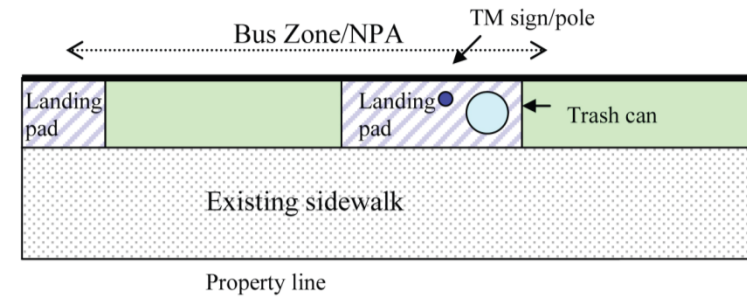 TM sign/pole
Bus Zone/NPA
Landing
pad
Landing
pad
Trash can
Existing sidewalk
Property line